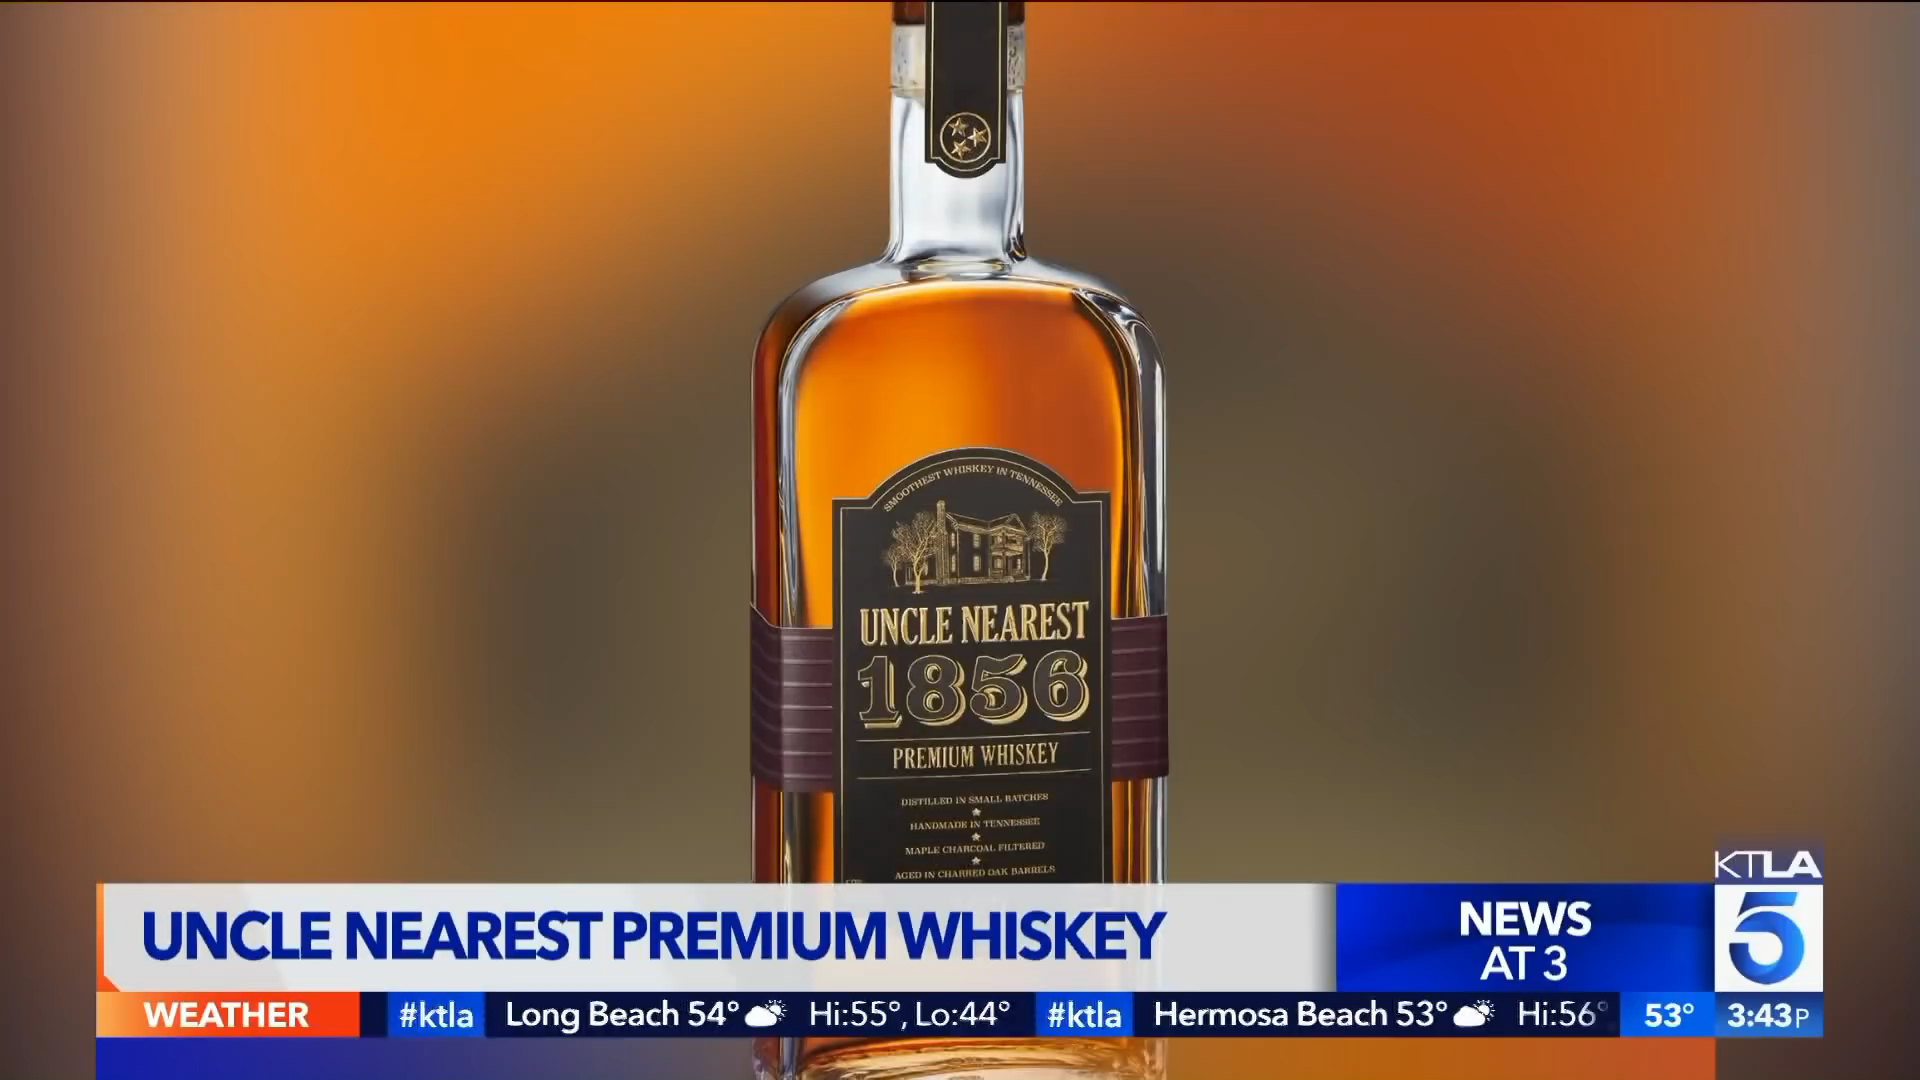 SMOOTHEST WHISKEY IN TENNESSEE
UNCLE NEAREST
1856
PREMIUM WHISKEY
DISTILLED IN SMALL BATCHES
HANDMADE IN TENNESSEE
MAPLE CHARCOAL FILTERED
AGED IN CHARRED OAK BARRELS
UNCLE NEAREST PREMIUM WHISKEY
NEWS
AT 3
KTLA
5
WEATHER #ktla Long Beach 54° Hi:55°, Lo:44° #ktla Hermosa Beach 53° Hi:56° 53° 3:43P